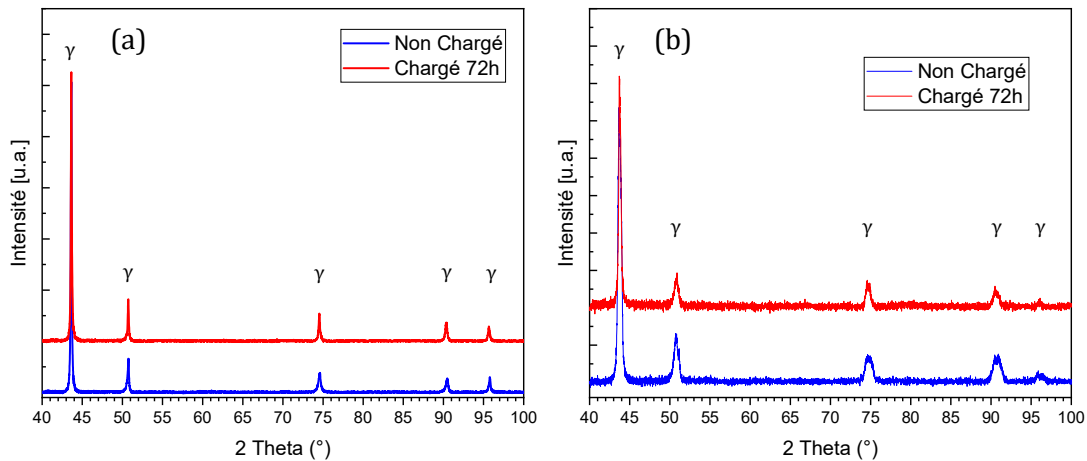 (a)
γ
Non Chargé
Chargé 72h
γ γ γ γ
Intensité [u.a.]
40 45 50 55 60 65 70 75 80 85 90 95 100
2 Theta (°)
(b)
γ
Non Chargé
Chargé 72h
γ γ γ γ
Intensité [u.a.]
40 45 50 55 60 65 70 75 80 85 90 95 100
2 Theta (°)